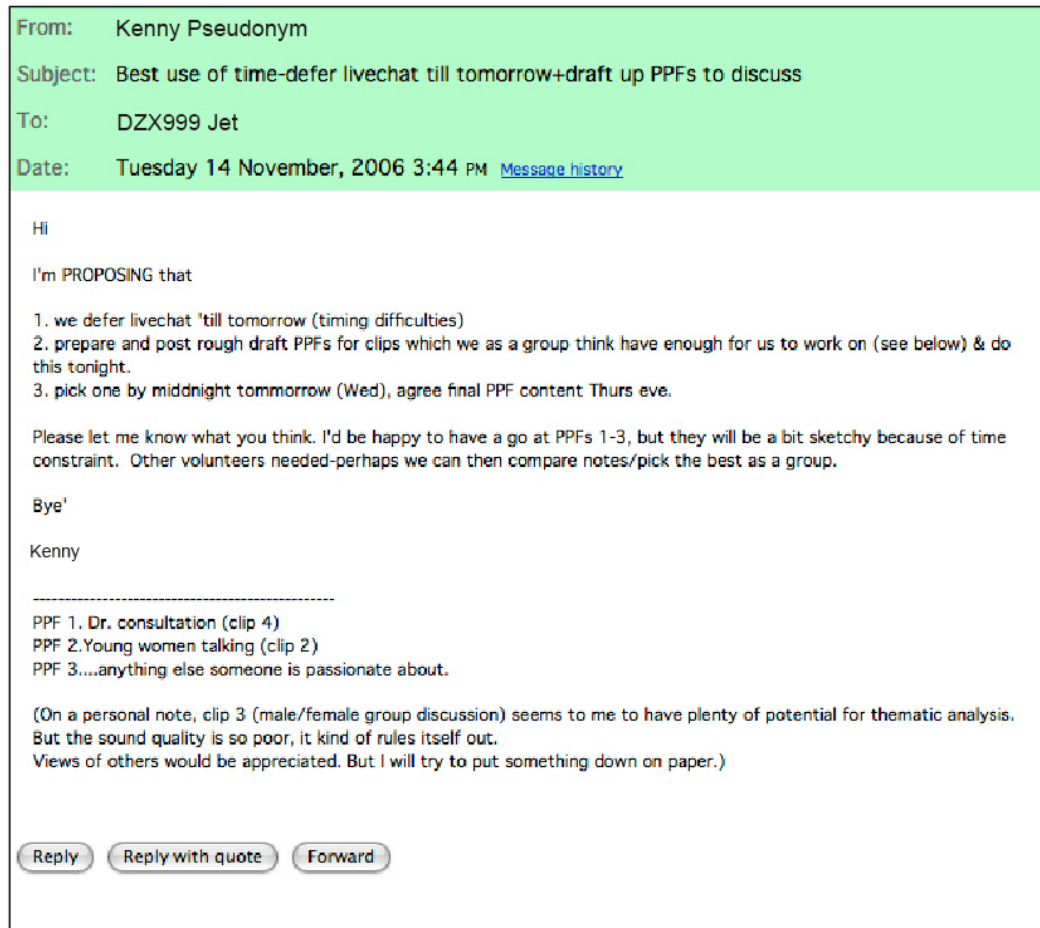 From: Kenny Pseudonym
Subject: Best use of time-defer livechat till tomorrow+draft up PPFs to discuss
To: DZX999 Jet
Date: Tuesday 14 November, 2006 3:44 PM Message history
Hi
I'm PROPOSING that
1. we defer livechat 'till tomorrow (timing difficulties)
2. prepare and post rough draft PPFs for clips which we as a group think have enough for us to work on (see below) & do
this tonight.
3. pick one by middnight tommorrow (Wed), agree final PPF content Thurs eve.
Please let me know what you think. I'd be happy to have a go at PPFs 1-3, but they will be a bit sketchy because of time
constraint.  Other volunteers needed-perhaps we can then compare notes/pick the best as a group.
Bye'
Kenny
------------------------------------------------
PPF 1. Dr. consultation (clip 4)
PPF 2.Young women talking (clip 2)
PPF 3....anything else someone is passionate about.
(On a personal note, clip 3 (male/female group discussion) seems to me to have plenty of potential for thematic analysis.
But the sound quality is so poor, it kind of rules itself out.
Views of others would be appreciated. But I will try to put something down on paper.)
Reply Reply with quote Forward